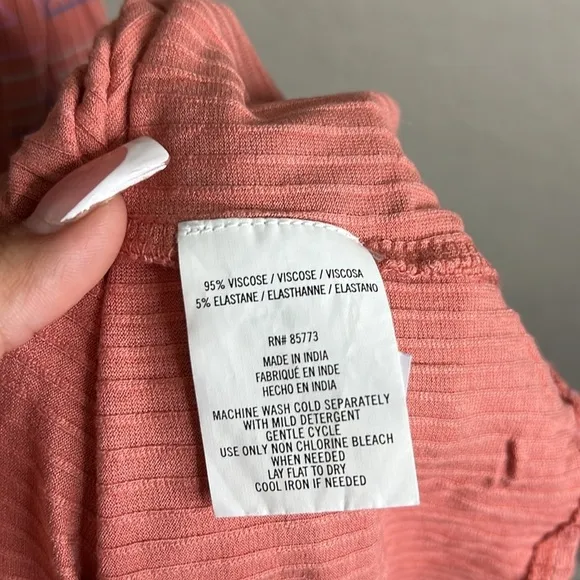 95% VISCOSE / VISCOSE / VISCOSA
5% ELASTANE / ELASTHANNE / ELASTANO
RN# 85773
MADE IN INDIA
FABRIQUÉ EN INDE
HECHO EN INDIA
MACHINE WASH COLD SEPARATELY
WITH MILD DETERGENT
GENTLE CYCLE
USE ONLY NON CHLORINE BLEACH
WHEN NEEDED
LAY FLAT TO DRY
COOL IRON IF NEEDED